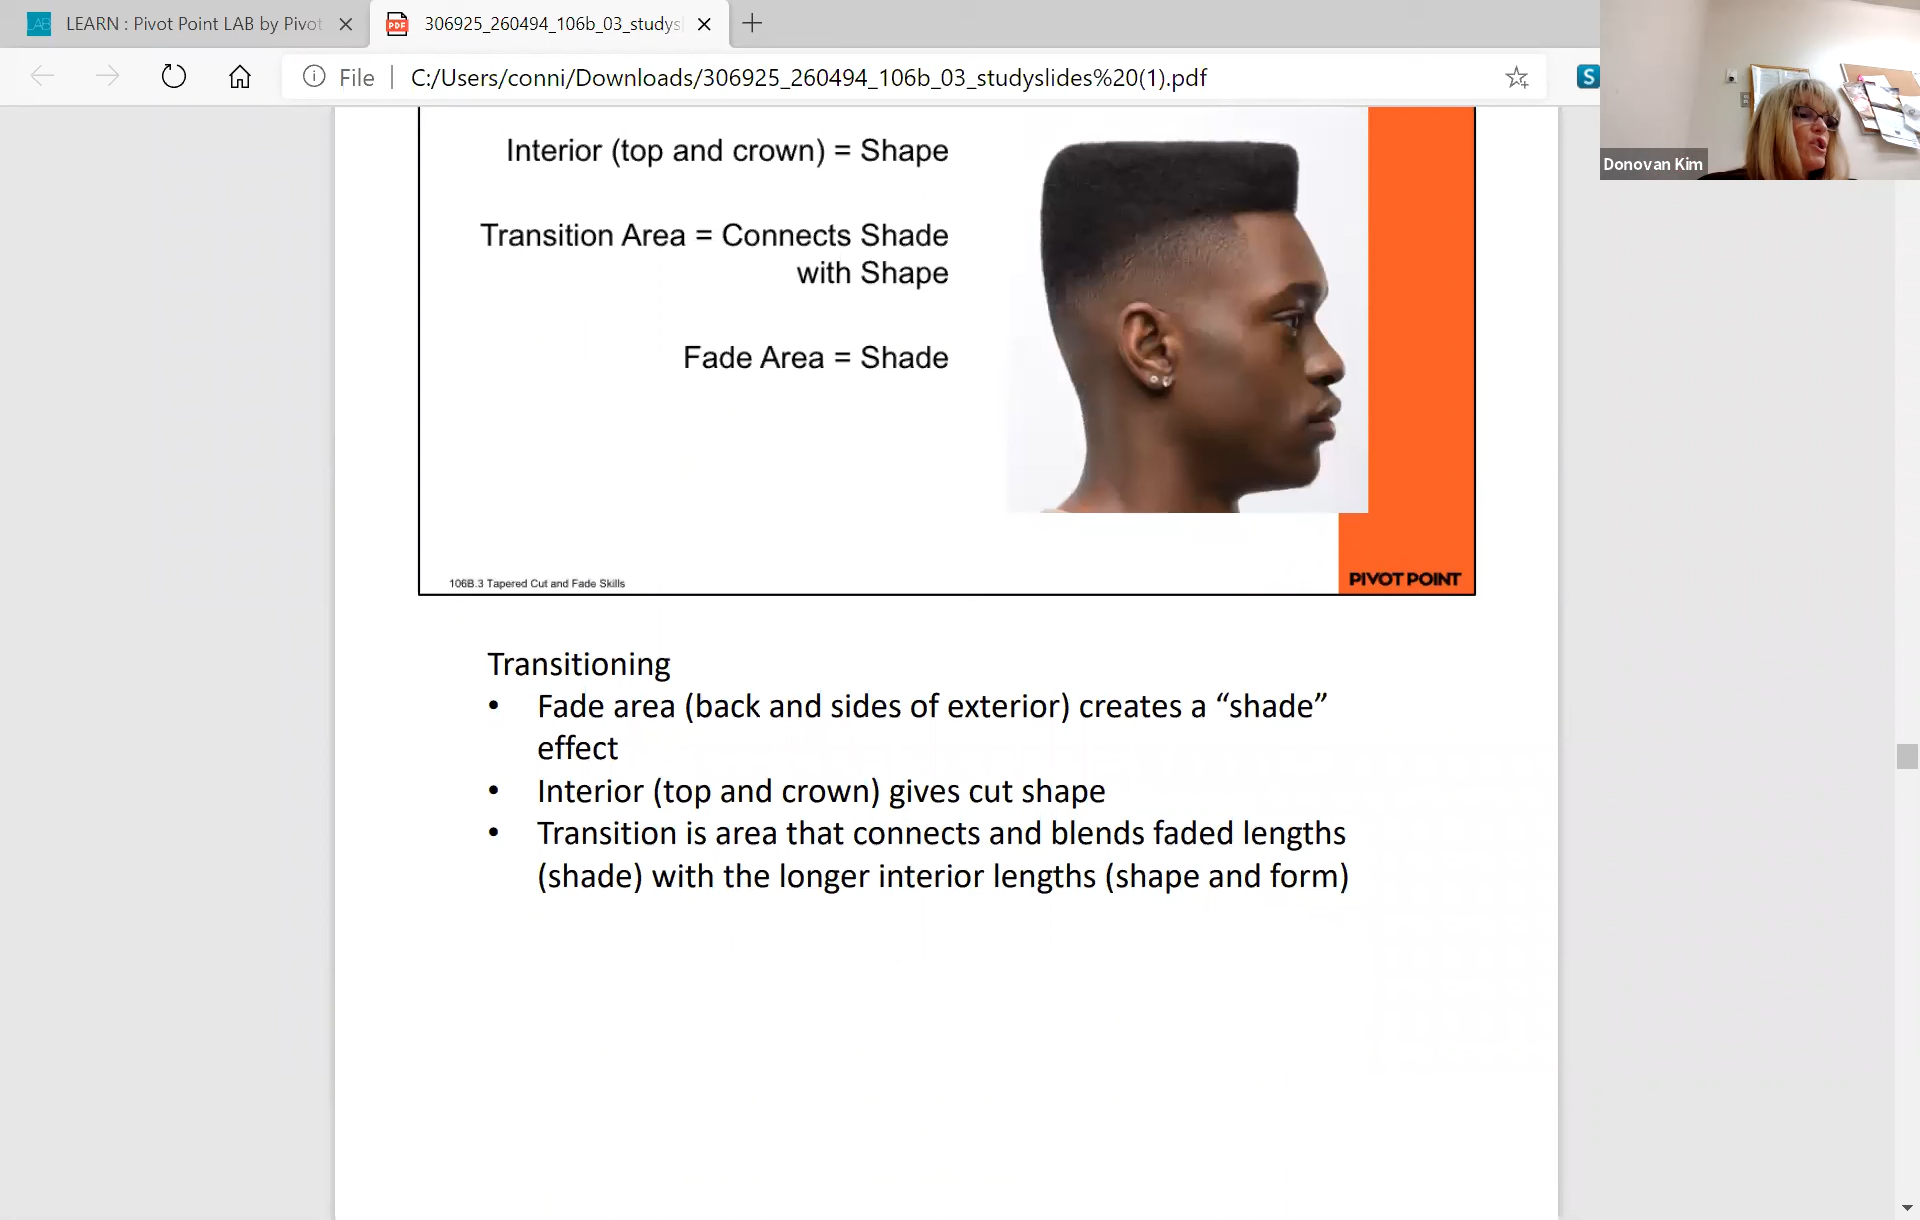 LEARN : Pivot Point LAB by Pivot
306925_260494_106b_03_studys
File
C:/Users/conni/Downloads/306925_260494_106b_03_studyslides%20(1).pdf
Donovan Kim
Interior (top and crown) = Shape
Transition Area = Connects Shade
with Shape
Fade Area = Shade
106B.3 Tapered Cut and Fade Skills
PIVOT POINT
Transitioning
• Fade area (back and sides of exterior) creates a “shade”
effect
• Interior (top and crown) gives cut shape
• Transition is area that connects and blends faded lengths
(shade) with the longer interior lengths (shape and form)